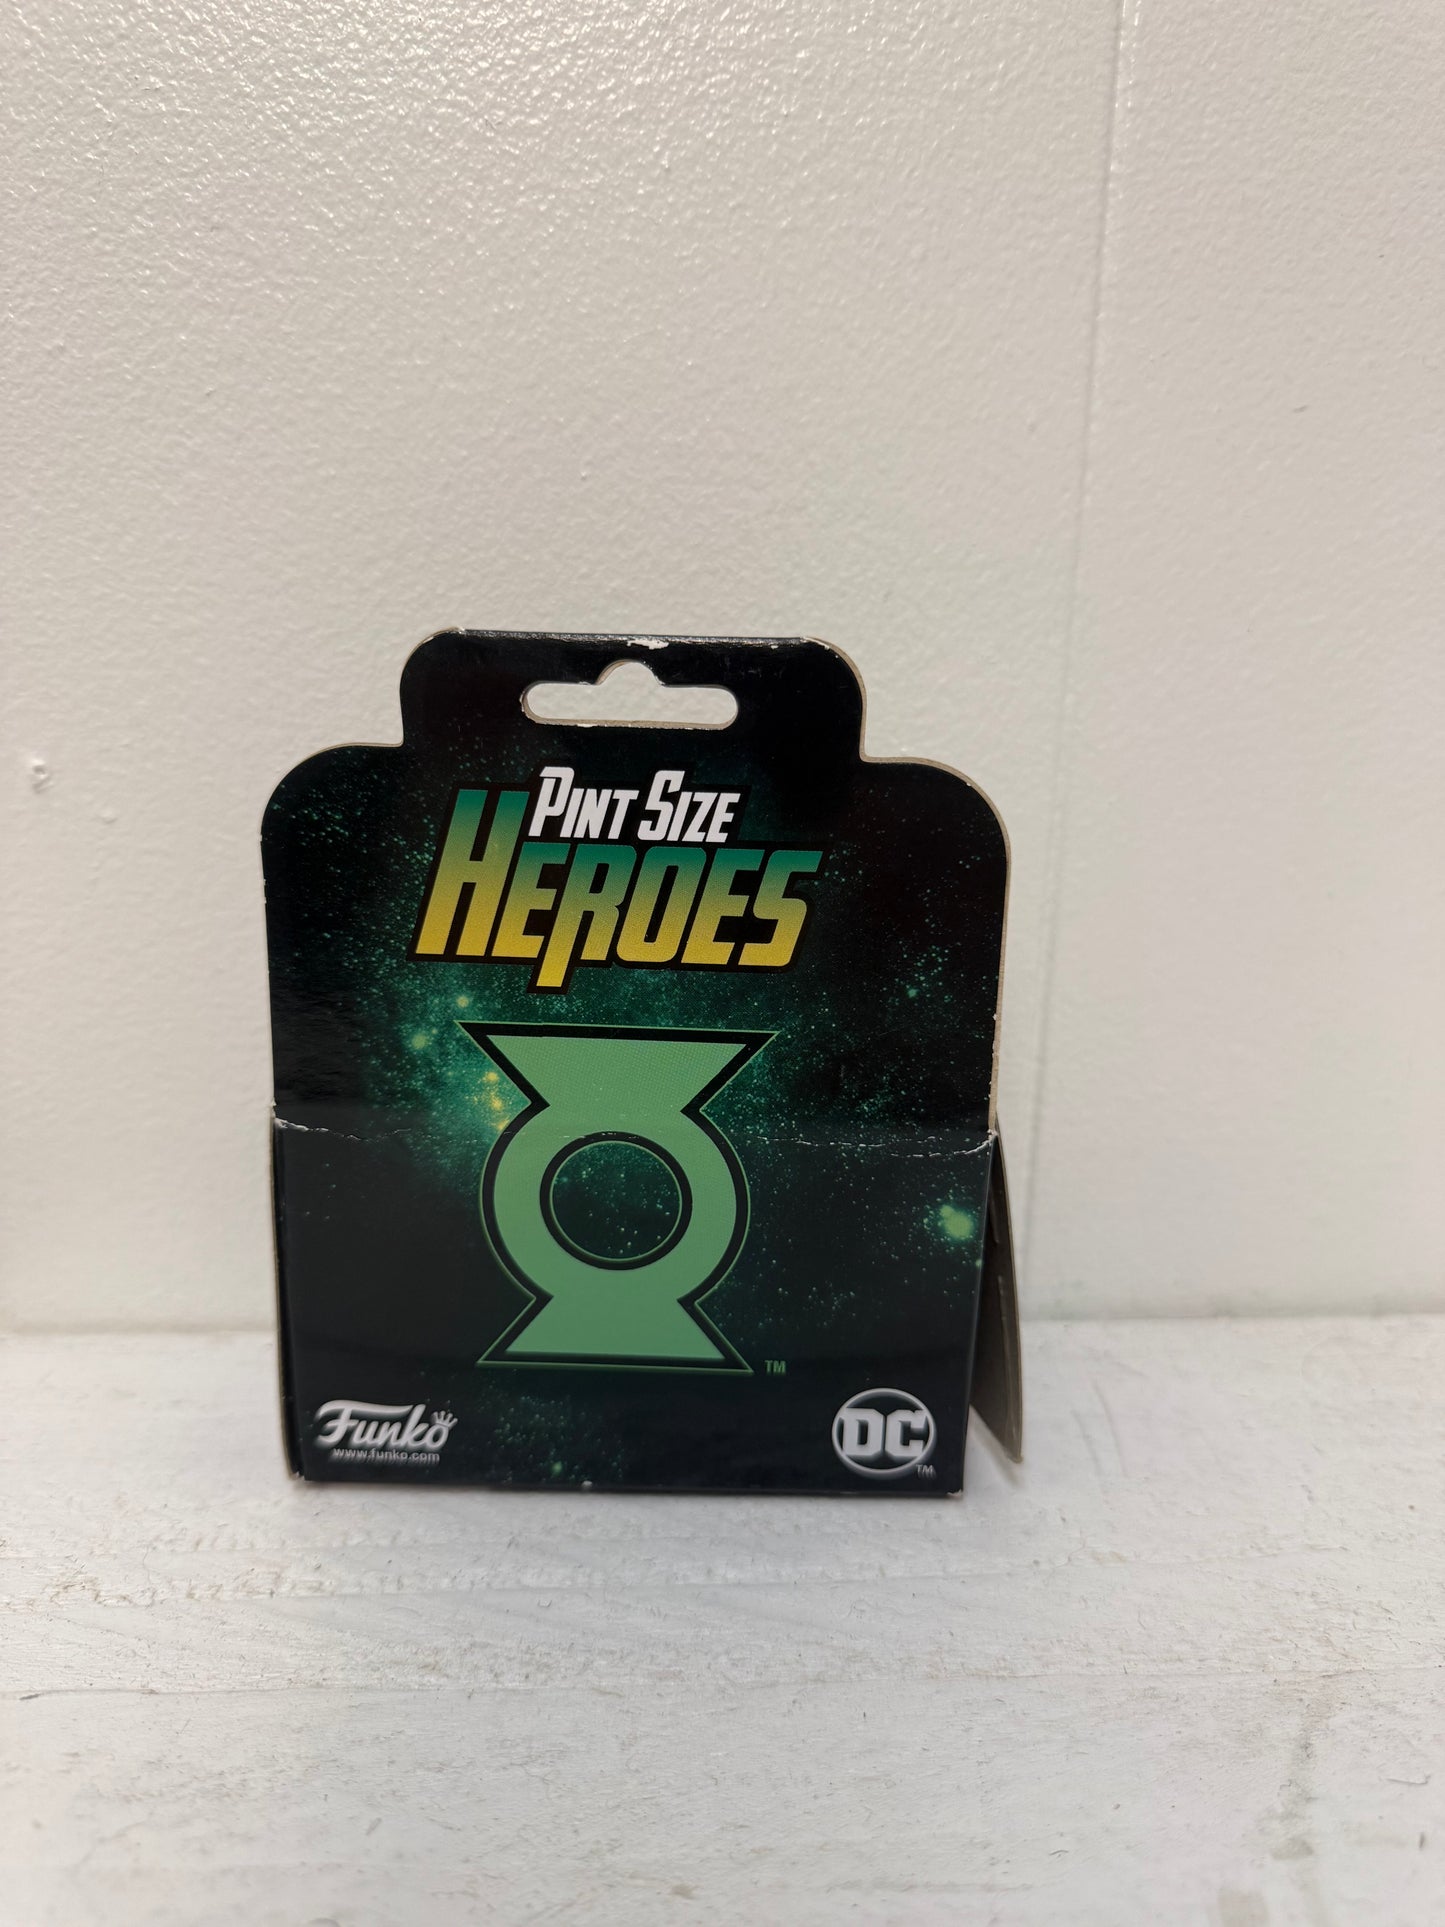 PINT SIZE
HEROES
TM
Funko
www.funko.com
DC
TM